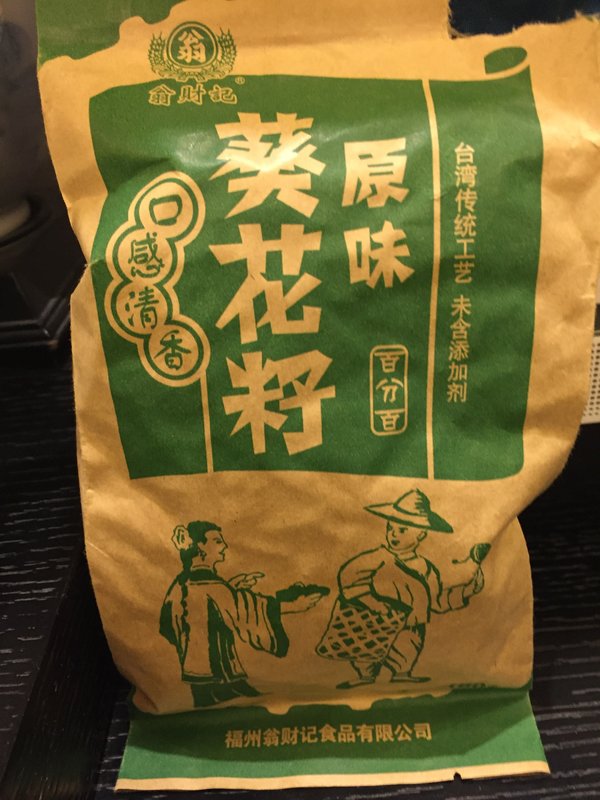 翁
翁财记®
葵花籽
原味
口感清香
百分百
台湾传统工艺 未含添加剂
福州翁财记食品有限公司